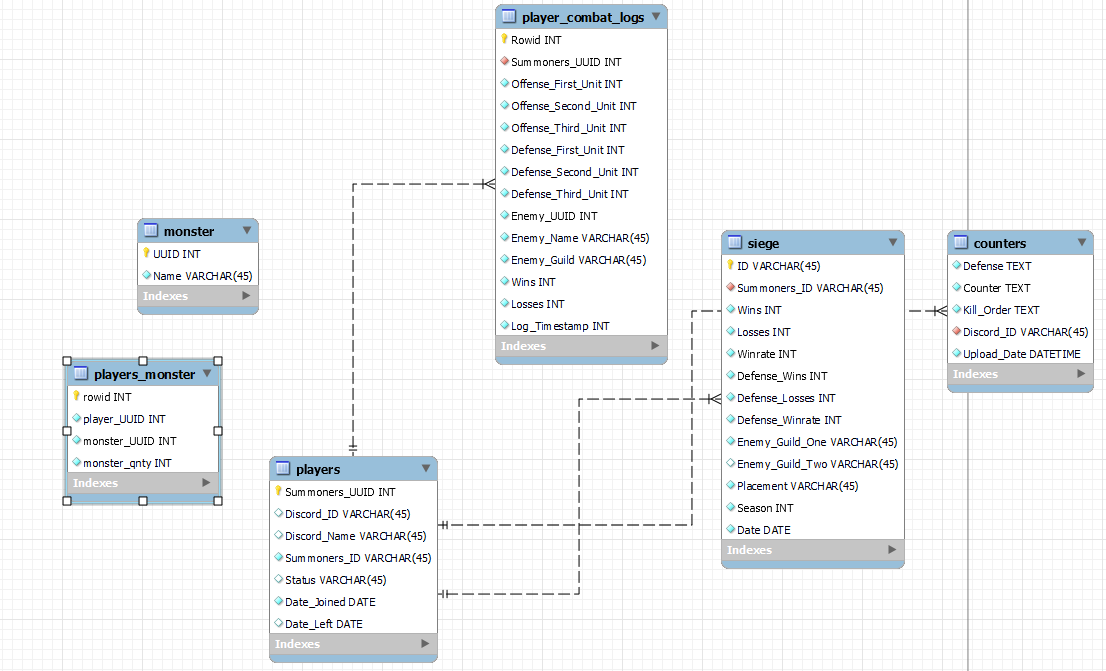 player_combat_logs
Rowid INT
Summoners_UUID INT
Offense_First_Unit INT
Offense_Second_Unit INT
Offense_Third_Unit INT
Defense_First_Unit INT
Defense_Second_Unit INT
Defense_Third_Unit INT
Enemy_UUID INT
Enemy_Name VARCHAR(45)
Enemy_Guild VARCHAR(45)
Wins INT
Losses INT
Log_Timestamp INT
Indexes
monster
UUID INT
Name VARCHAR(45)
Indexes
players_monster
rowid INT
player_UUID INT
monster_UUID INT
monster_qnty INT
Indexes
players
Summoners_UUID INT
Discord_ID VARCHAR(45)
Discord_Name VARCHAR(45)
Summoners_ID VARCHAR(45)
Status VARCHAR(45)
Date_Joined DATE
Date_Left DATE
Indexes
siege
ID VARCHAR(45)
Summoners_ID VARCHAR(45)
Wins INT
Losses INT
Winrate INT
Defense_Wins INT
Defense_Losses INT
Defense_Winrate INT
Enemy_Guild_One VARCHAR(45)
Enemy_Guild_Two VARCHAR(45)
Placement VARCHAR(45)
Season INT
Date DATE
Indexes
counters
Defense TEXT
Counter TEXT
Kill_Order TEXT
Discord_ID VARCHAR(45)
Upload_Date DATETIME
Indexes